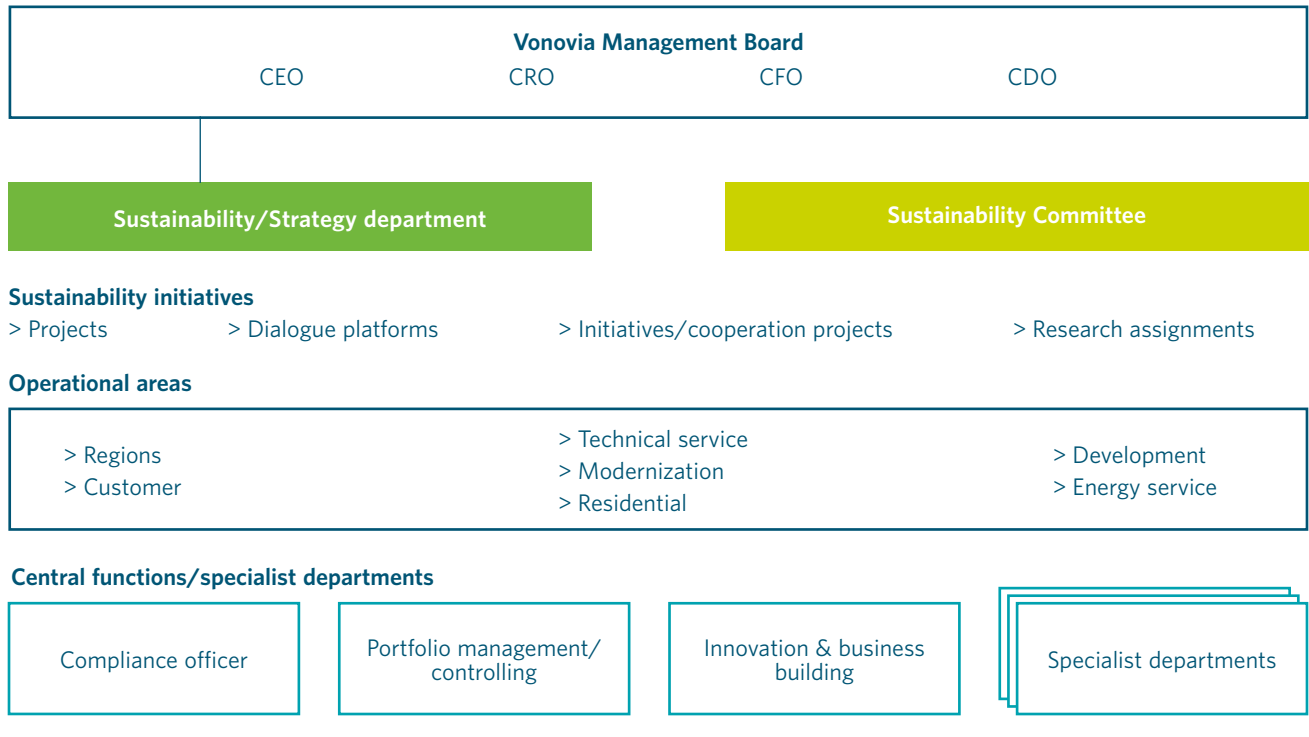 Vonovia Management Board
CEO CRO CFO CDO
Sustainability/Strategy department
Sustainability Committee
Sustainability initiatives
> Projects > Dialogue platforms > Initiatives/cooperation projects > Research assignments
Operational areas
> Regions
> Customer
> Technical service
> Modernization
> Residential
> Development
> Energy service
Central functions/specialist departments
Compliance officer
Portfolio management/
controlling
Innovation & business
building
Specialist departments